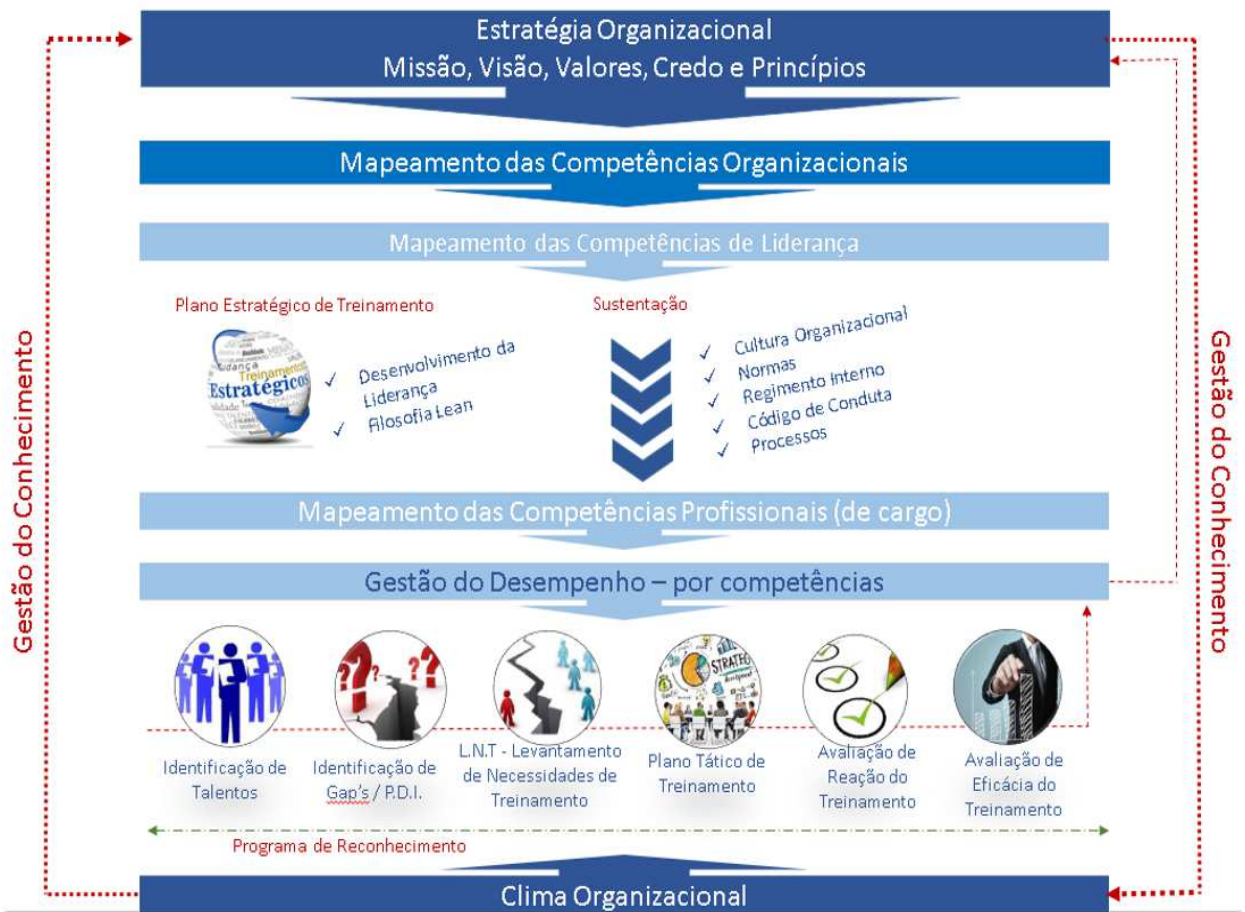 Estratégia Organizacional
Missão, Visão, Valores, Credo e Princípios
Mapeamento das Competências Organizacionais
Mapeamento das Competências de Liderança
Plano Estratégico de Treinamento
Liderança
Treinamentos
Estratégicos
✓ Desenvolvimento da
Liderança
✓ Filosofia Lean
Sustentação
✓ Cultura Organizacional
✓ Normas
✓ Regimento Interno
✓ Código de Conduta
✓ Processos
Mapeamento das Competências Profissionais (de cargo)
Gestão do Desempenho – por competências
STRATEG
development
Identificação de
Talentos
Identificação de
Gap's / P.D.I.
L.N.T - Levantamento
de Necessidades de
Treinamento
Plano Tático de
Treinamento
Avaliação de
Reação do
Treinamento
Avaliação de
Eficácia do
Treinamento
Programa de Reconhecimento
Clima Organizacional
Gestão do Conhecimento
Gestão do Conhecimento